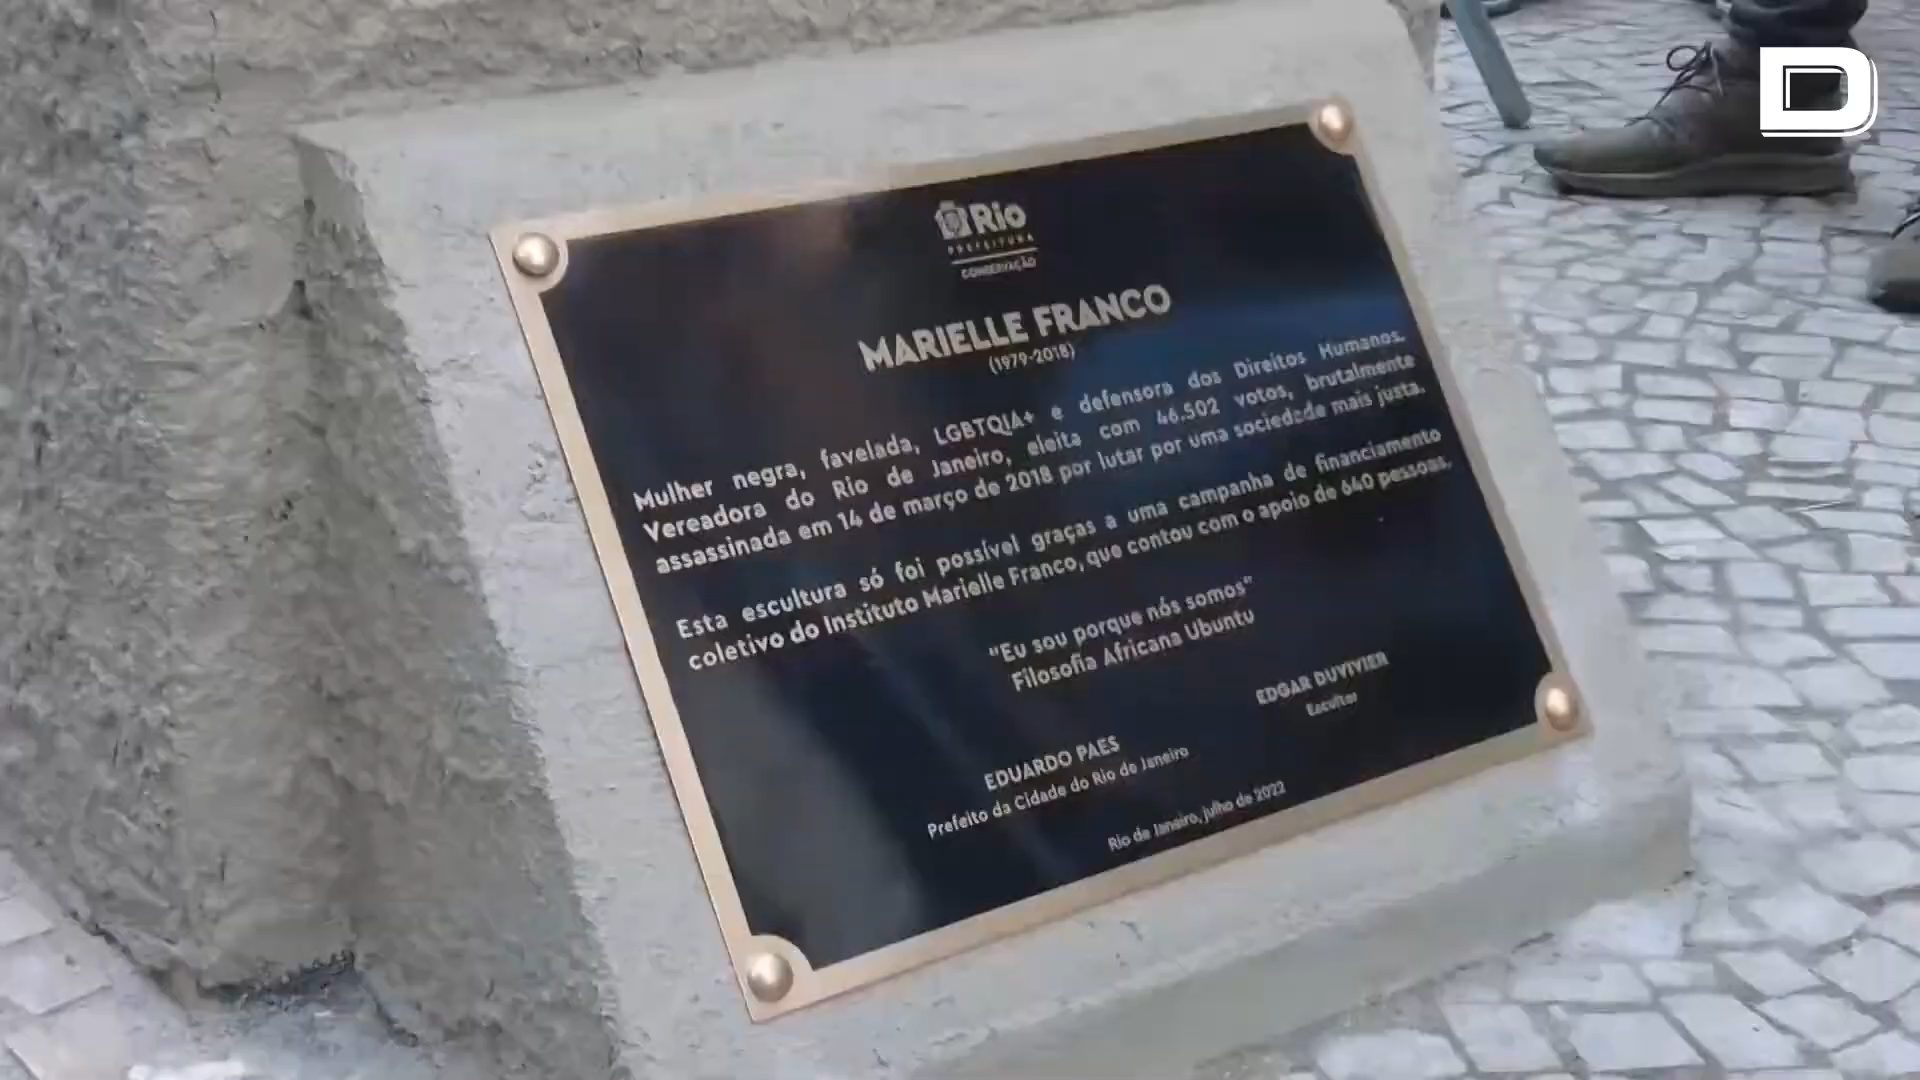 Rio
PREFEITURA
CONSERVAÇÃO
MARIELLE FRANCO
(1979-2018)
Mulher negra, favelada, LGBTQIA+ e defensora dos Direitos Humanos.
Vereadora do Rio de Janeiro, eleita com 46.502 votos, brutalmente
assassinada em 14 de março de 2018 por lutar por uma sociedade mais justa.
Esta escultura só foi possível graças a uma campanha de financiamento
coletivo do Instituto Marielle Franco, que contou com o apoio de 640 pessoas.
"Eu sou porque nós somos"
Filosofia Africana Ubuntu
EDGAR DUVIVIER
Escultor
EDUARDO PAES
Prefeito da Cidade do Rio de Janeiro
Rio de Janeiro, julho de 2022
D